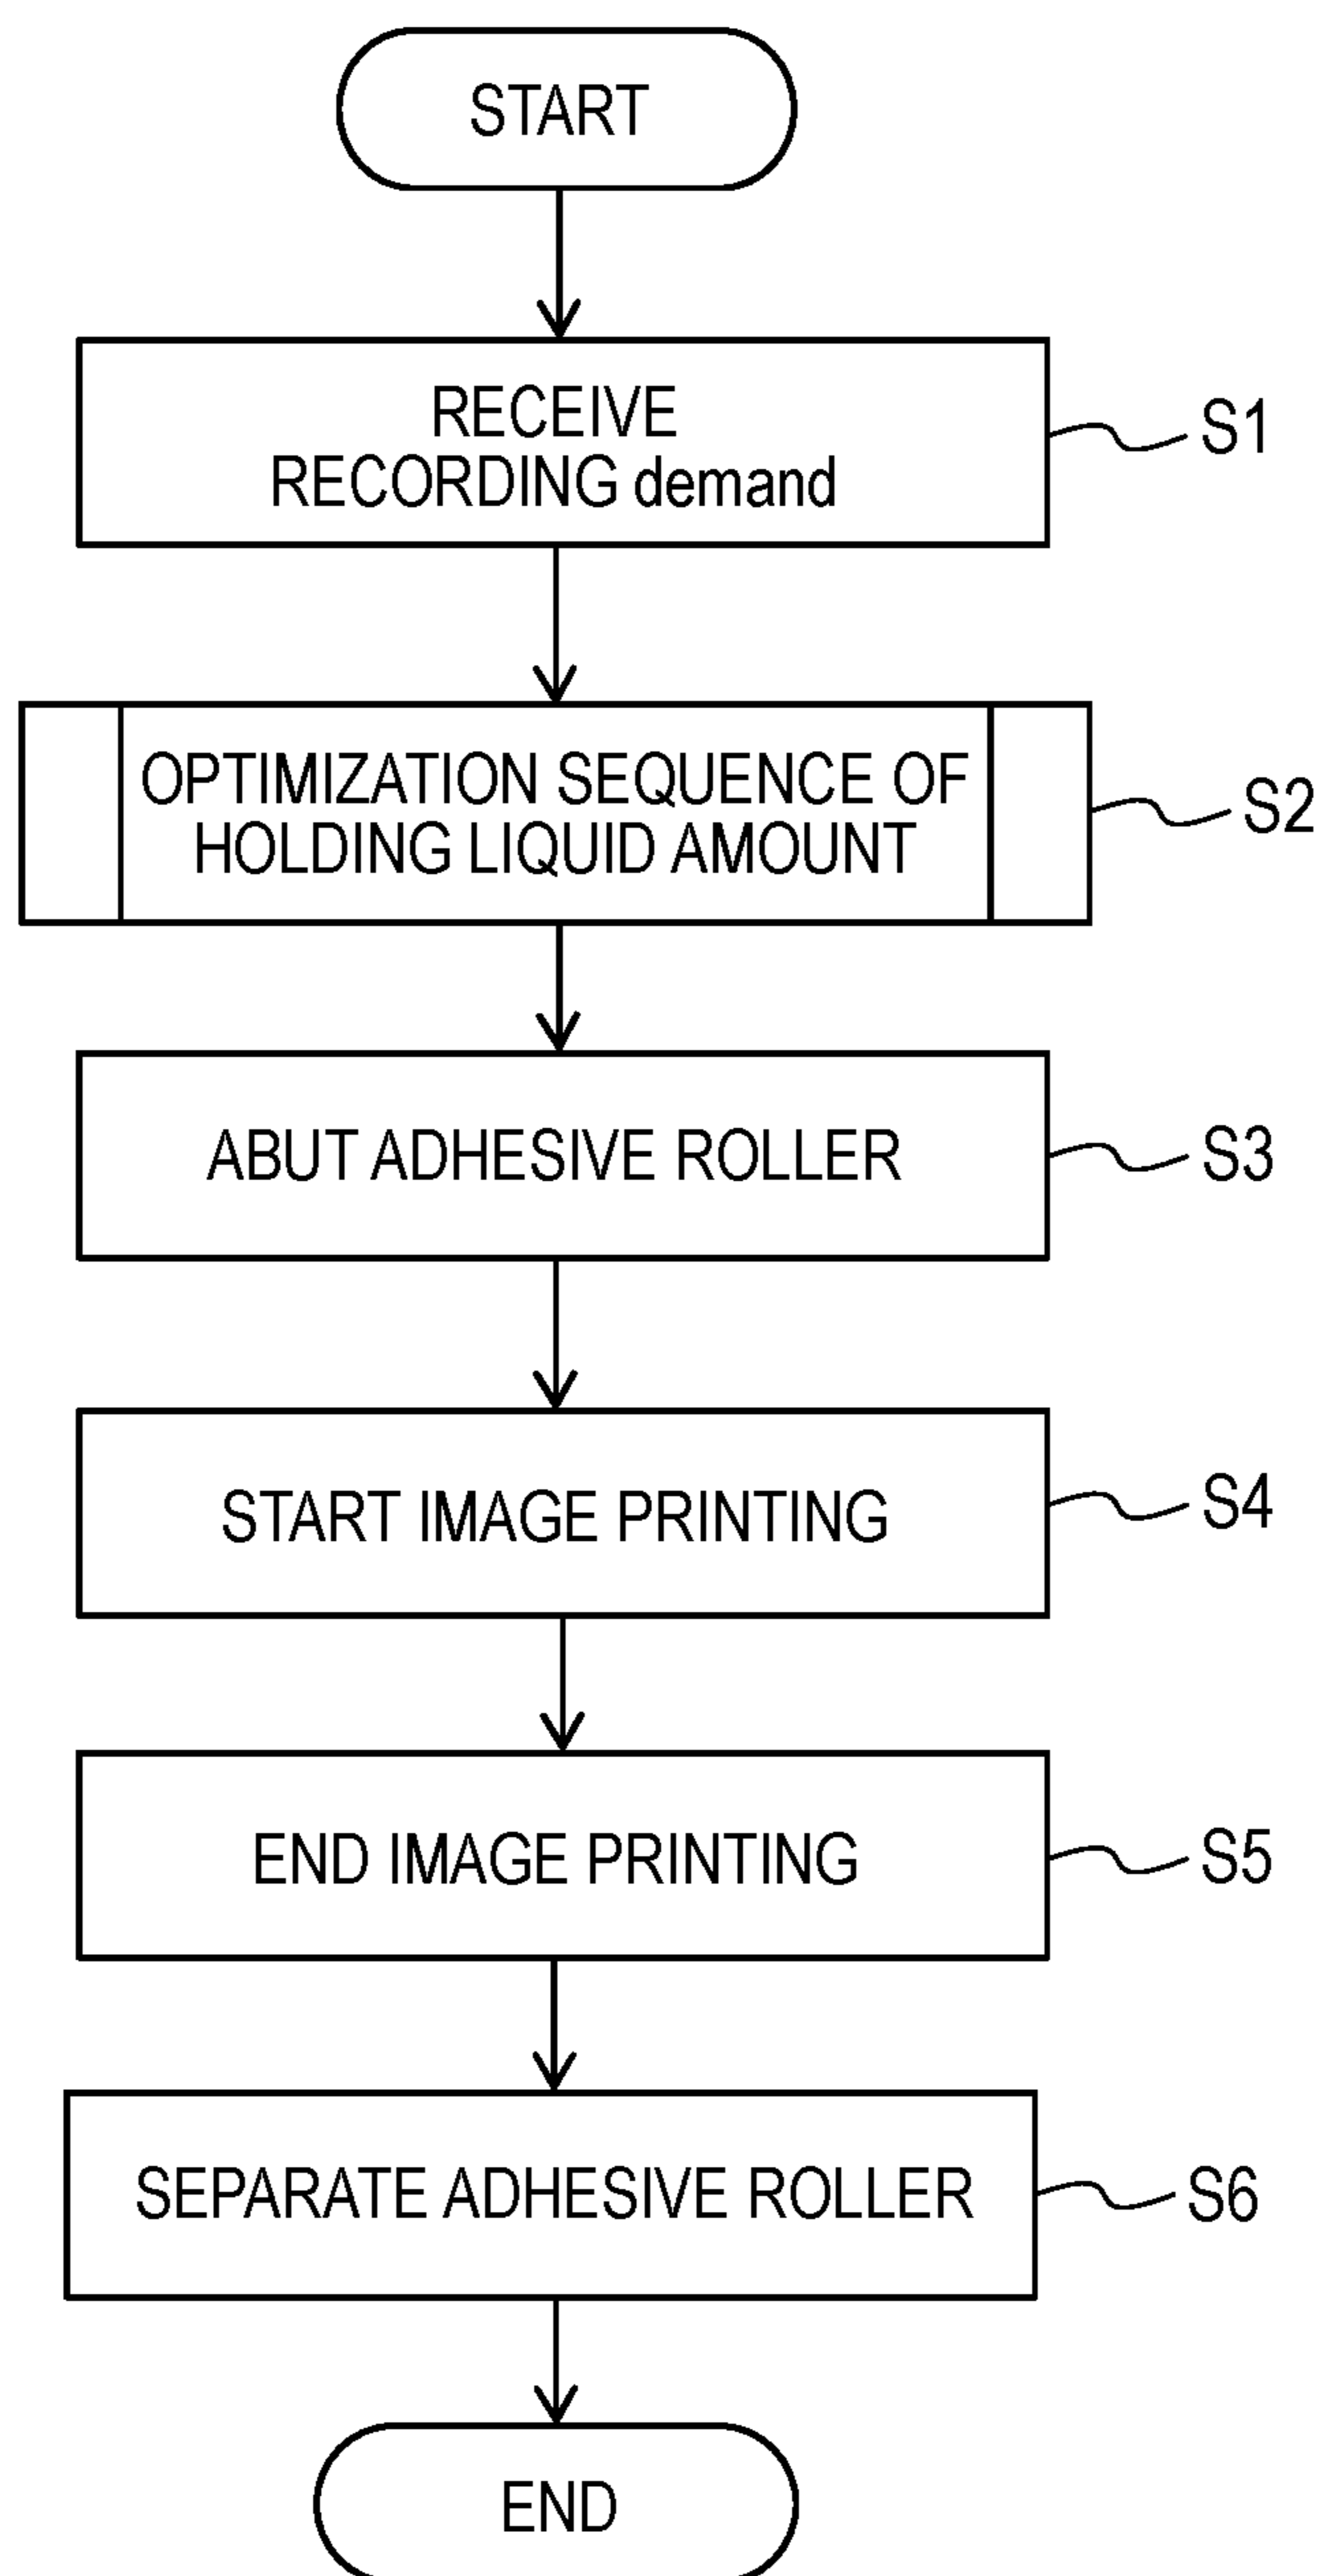 START
RECEIVE
RECORDING demand
S1
OPTIMIZATION SEQUENCE OF
HOLDING LIQUID AMOUNT
S2
ABUT ADHESIVE ROLLER
S3
START IMAGE PRINTING
S4
END IMAGE PRINTING
S5
SEPARATE ADHESIVE ROLLER
S6
END